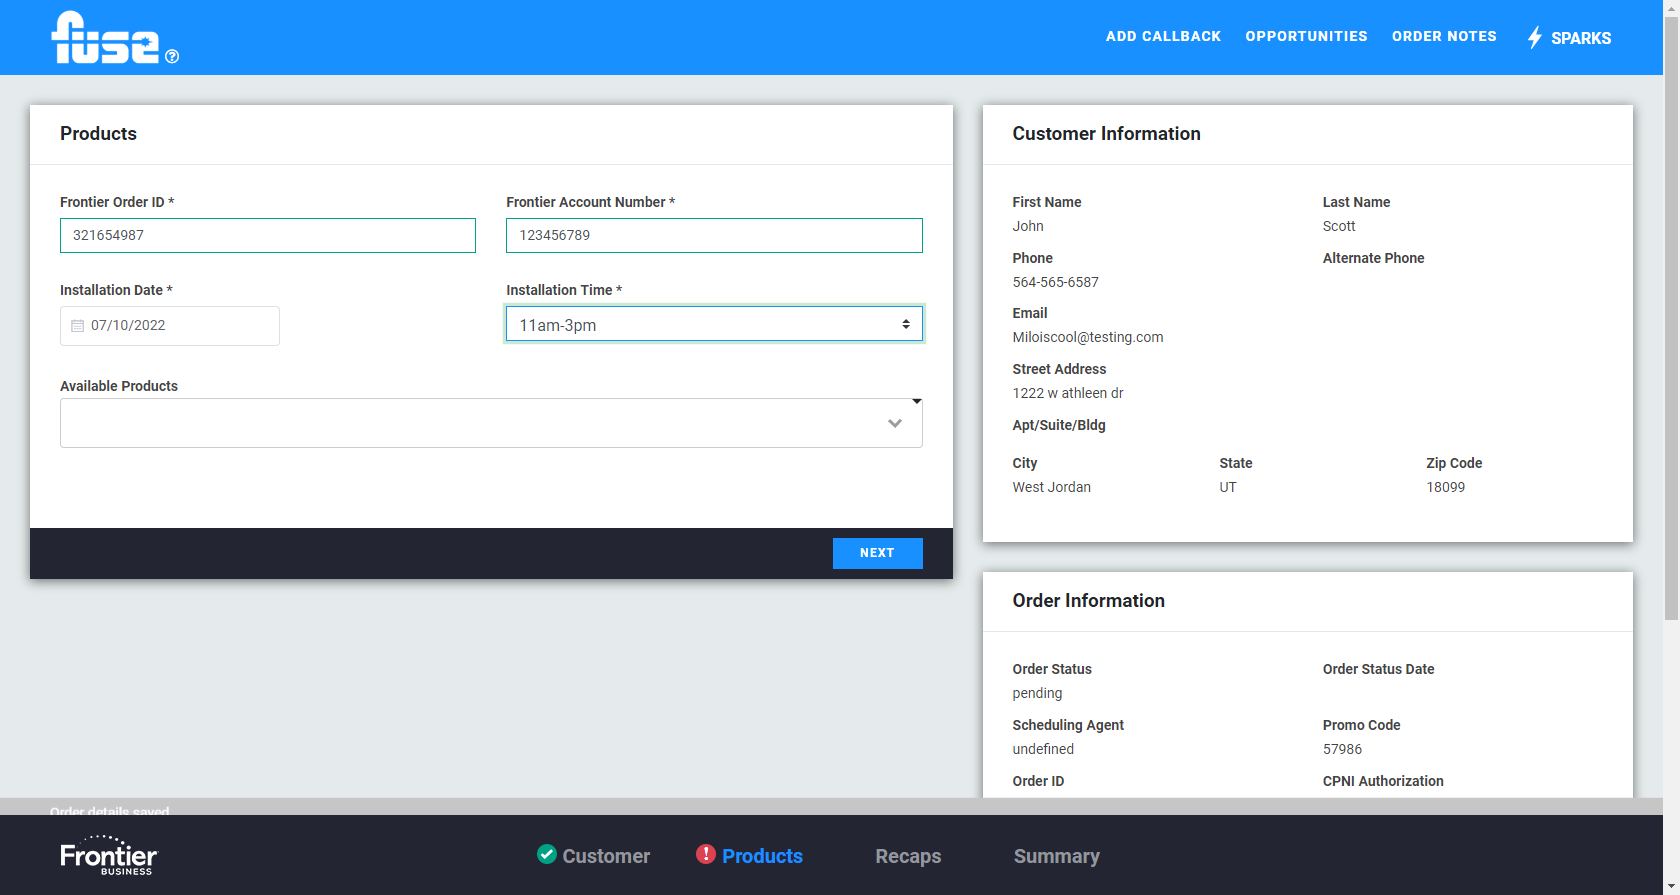 fuse
ADD CALLBACK
OPPORTUNITIES
ORDER NOTES
SPARKS
Products
Frontier Order ID *
Frontier Account Number *
321654987
123456789
Installation Date *
Installation Time *
07/10/2022
11am-3pm
Available Products
NEXT
Customer Information
First Name
Last Name
John
Scott
Phone
Alternate Phone
564-565-6587
Email
Miloiscool@testing.com
Street Address
1222 w athleen dr
Apt/Suite/Bldg
City
State
Zip Code
West Jordan
UT
18099
Order Information
Order Status
Order Status Date
pending
Scheduling Agent
Promo Code
undefined
57986
Order ID
CPNI Authorization
Order details saved
Frontier
BUSINESS
Customer
Products
Recaps
Summary